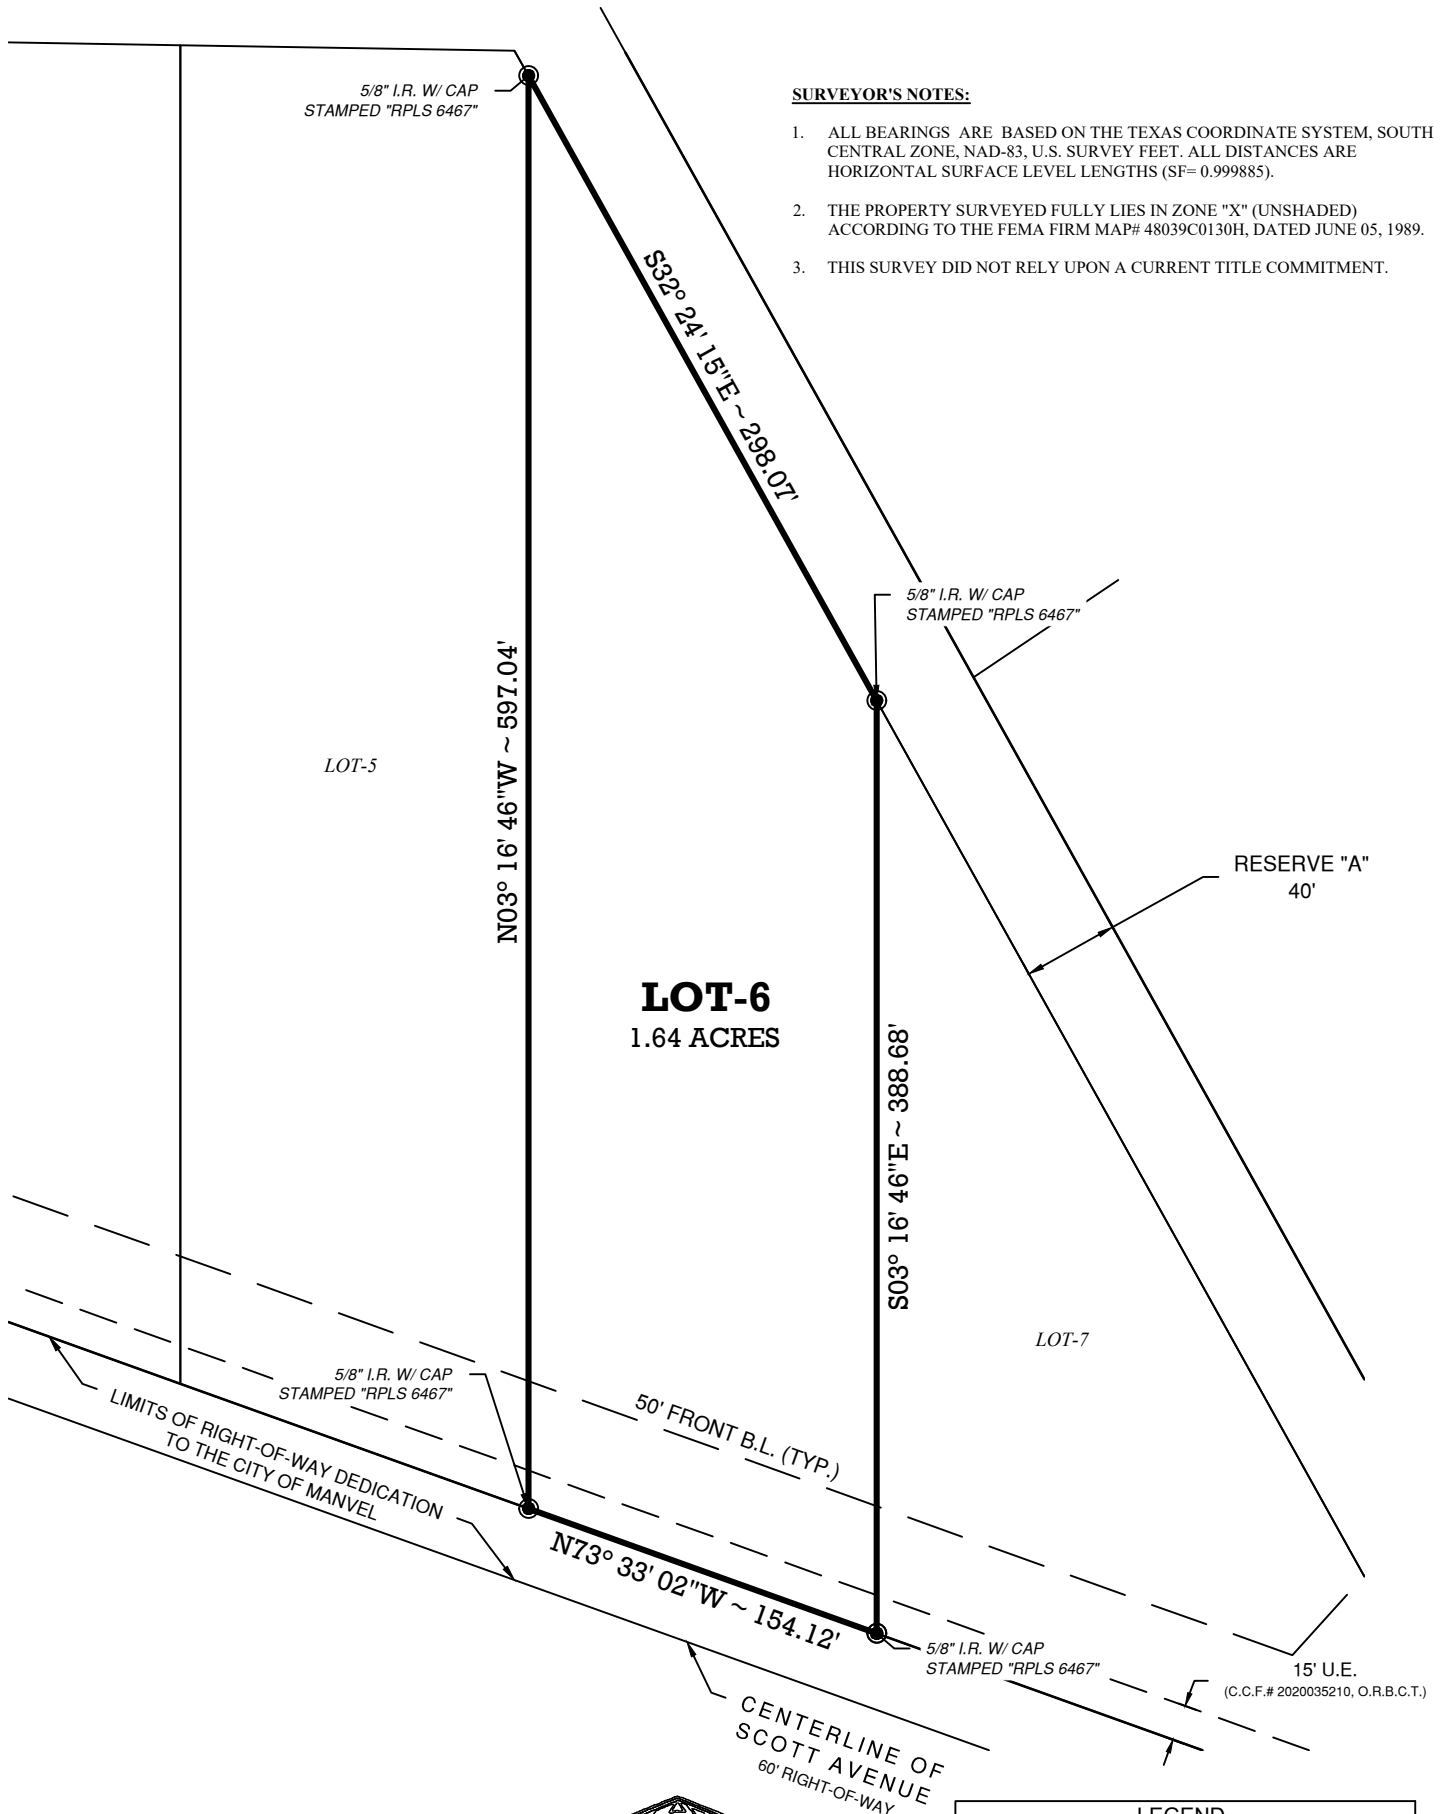 5/8" I.R. W/ CAP
STAMPED "RPLS 6467"
SURVEYOR'S NOTES:
1. ALL BEARINGS ARE BASED ON THE TEXAS COORDINATE SYSTEM, SOUTH
CENTRAL ZONE, NAD-83, U.S. SURVEY FEET. ALL DISTANCES ARE
HORIZONTAL SURFACE LEVEL LENGTHS (SF= 0.999885).
2. THE PROPERTY SURVEYED FULLY LIES IN ZONE "X" (UNSHADED)
ACCORDING TO THE FEMA FIRM MAP# 48039C0130H, DATED JUNE 05, 1989.
3. THIS SURVEY DID NOT RELY UPON A CURRENT TITLE COMMITMENT.
S32° 24' 15"E ~ 298.07'
5/8" I.R. W/ CAP
STAMPED "RPLS 6467"
N03° 16' 46"W ~ 597.04'
LOT-5
RESERVE "A"
40'
LOT-6
1.64 ACRES
S03° 16' 46"E ~ 388.68'
LOT-7
5/8" I.R. W/ CAP
STAMPED "RPLS 6467"
50' FRONT B.L. (TYP.)
LIMITS OF RIGHT-OF-WAY DEDICATION
TO THE CITY OF MANVEL
N73° 33' 02"W ~ 154.12'
5/8" I.R. W/ CAP
STAMPED "RPLS 6467"
15' U.E.
(C.C.F.# 2020035210, O.R.B.C.T.)
CENTERLINE OF
SCOTT AVENUE
60' RIGHT-OF-WAY
LEGEND